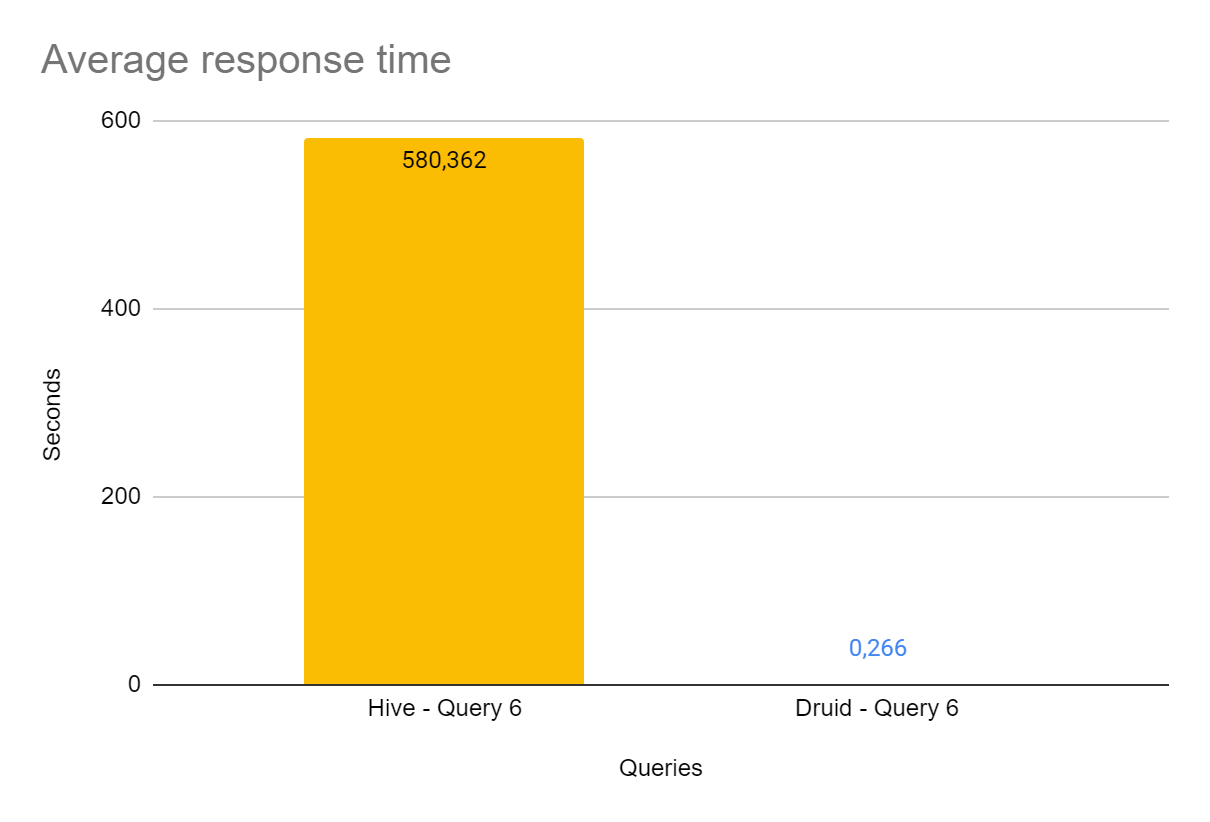 Average response time
600
580,362
400
Seconds
200
0,266
0
Hive - Query 6
Druid - Query 6
Queries